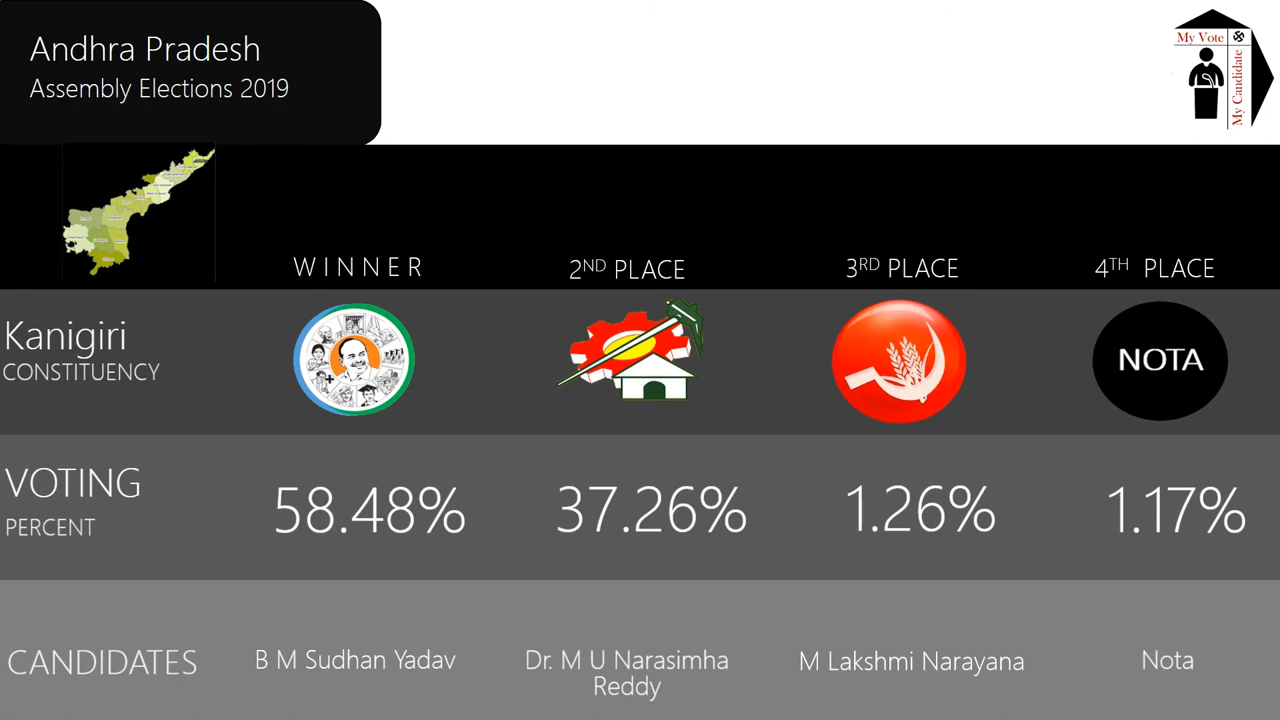 Andhra Pradesh
Assembly Elections 2019
My Vote
My Candidate
WINNER
2ND PLACE
3RD PLACE
4TH PLACE
Kanigiri
CONSTITUENCY
NOTA
VOTING
PERCENT
58.48%
37.26%
1.26%
1.17%
CANDIDATES
B M Sudhan Yadav
Dr. M U Narasimha
Reddy
M Lakshmi Narayana
Nota